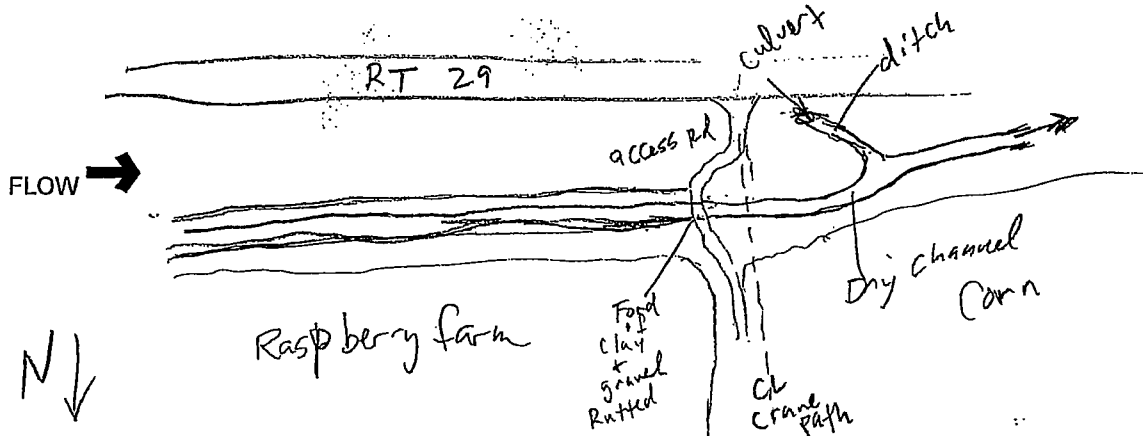 culvert
ditch
RT 29
access Rd
FLOW
Dry channel
Corn
Raspberry farm
Ford
clay
+
gravel
Rutted
CL
crane
path
N